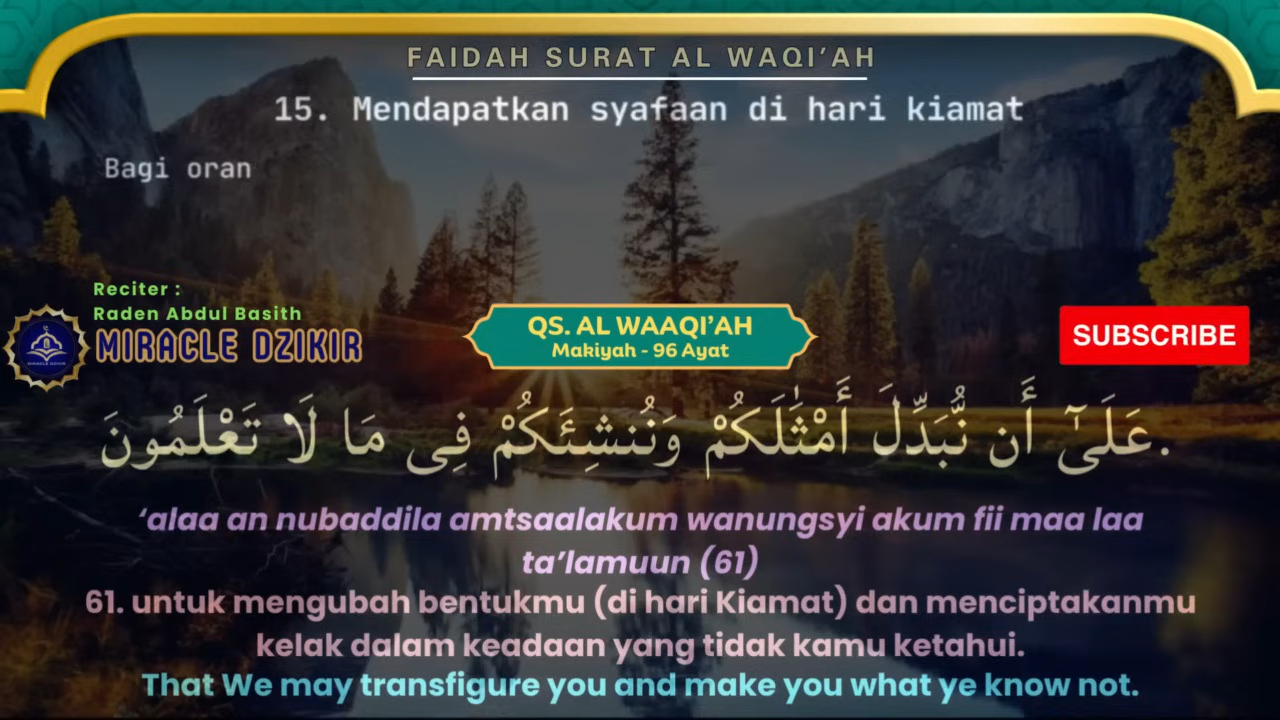 FAIDAH SURAT AL WAQI’AH
15. Mendapatkan syafaan di hari kiamat
Bagi oran
Reciter :
Raden Abdul Basith
MIRACLE DZIKIR
QS. AL WAAQI’AH
Makiyah - 96 Ayat
SUBSCRIBE
عَلَىٰٓ أَن نُّبَدِّلَ أَمْثَٰلَكُمْ وَنُنشِئَكُمْ فِى مَا لَا تَعْلَمُونَ.
‘alaa an nubaddila amtsaalakum wanungsyi akum fii maa laa
ta’lamuun (61)
61. untuk mengubah bentukmu (di hari Kiamat) dan menciptakanmu
kelak dalam keadaan yang tidak kamu ketahui.
That We may transfigure you and make you what ye know not.